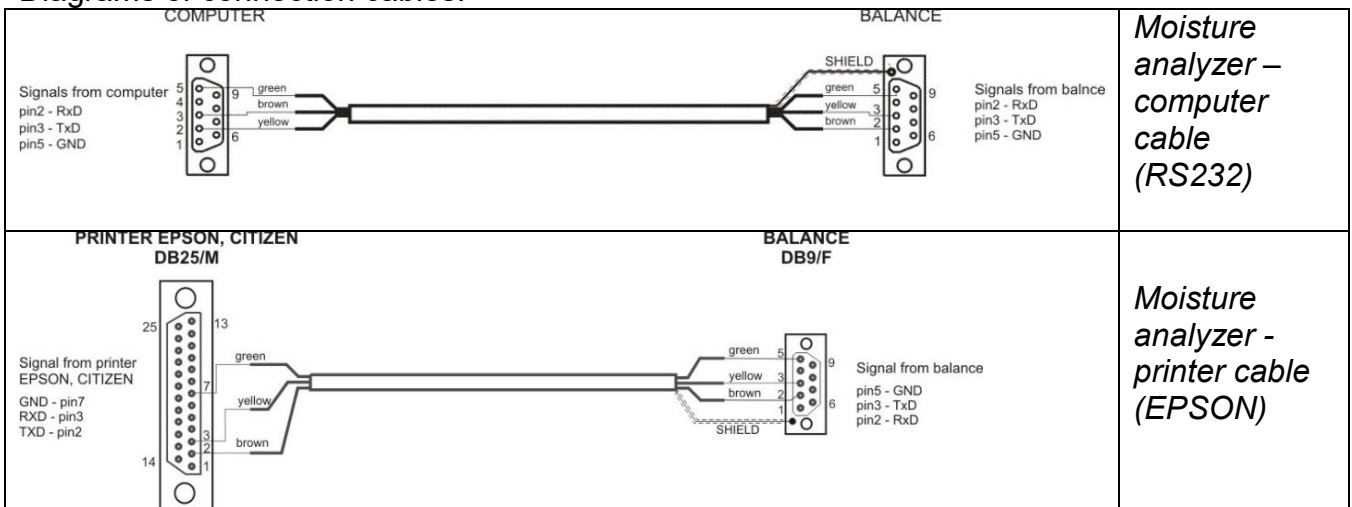 Diagrams of connection cables:
COMPUTER
BALANCE
SHIELD
Signals from computer
pin2 - RxD
pin3 - TxD
pin5 - GND
5
4
3
2
1
9
6
green
brown
yellow
green
yellow
brown
5
3
2
1
9
6
Signals from balnce
pin2 - RxD
pin3 - TxD
pin5 - GND
Moisture
analyzer –
computer
cable
(RS232)
PRINTER EPSON, CITIZEN
DB25/M
BALANCE
DB9/F
25
13
Signal from printer
EPSON, CITIZEN
GND - pin7
RXD - pin3
TXD - pin2
7
3
2
1
14
green
yellow
brown
green
yellow
brown
SHIELD
5
3
2
1
9
6
Signal from balance
pin5 - GND
pin3 - TxD
pin2 - RxD
Moisture
analyzer -
printer cable
(EPSON)